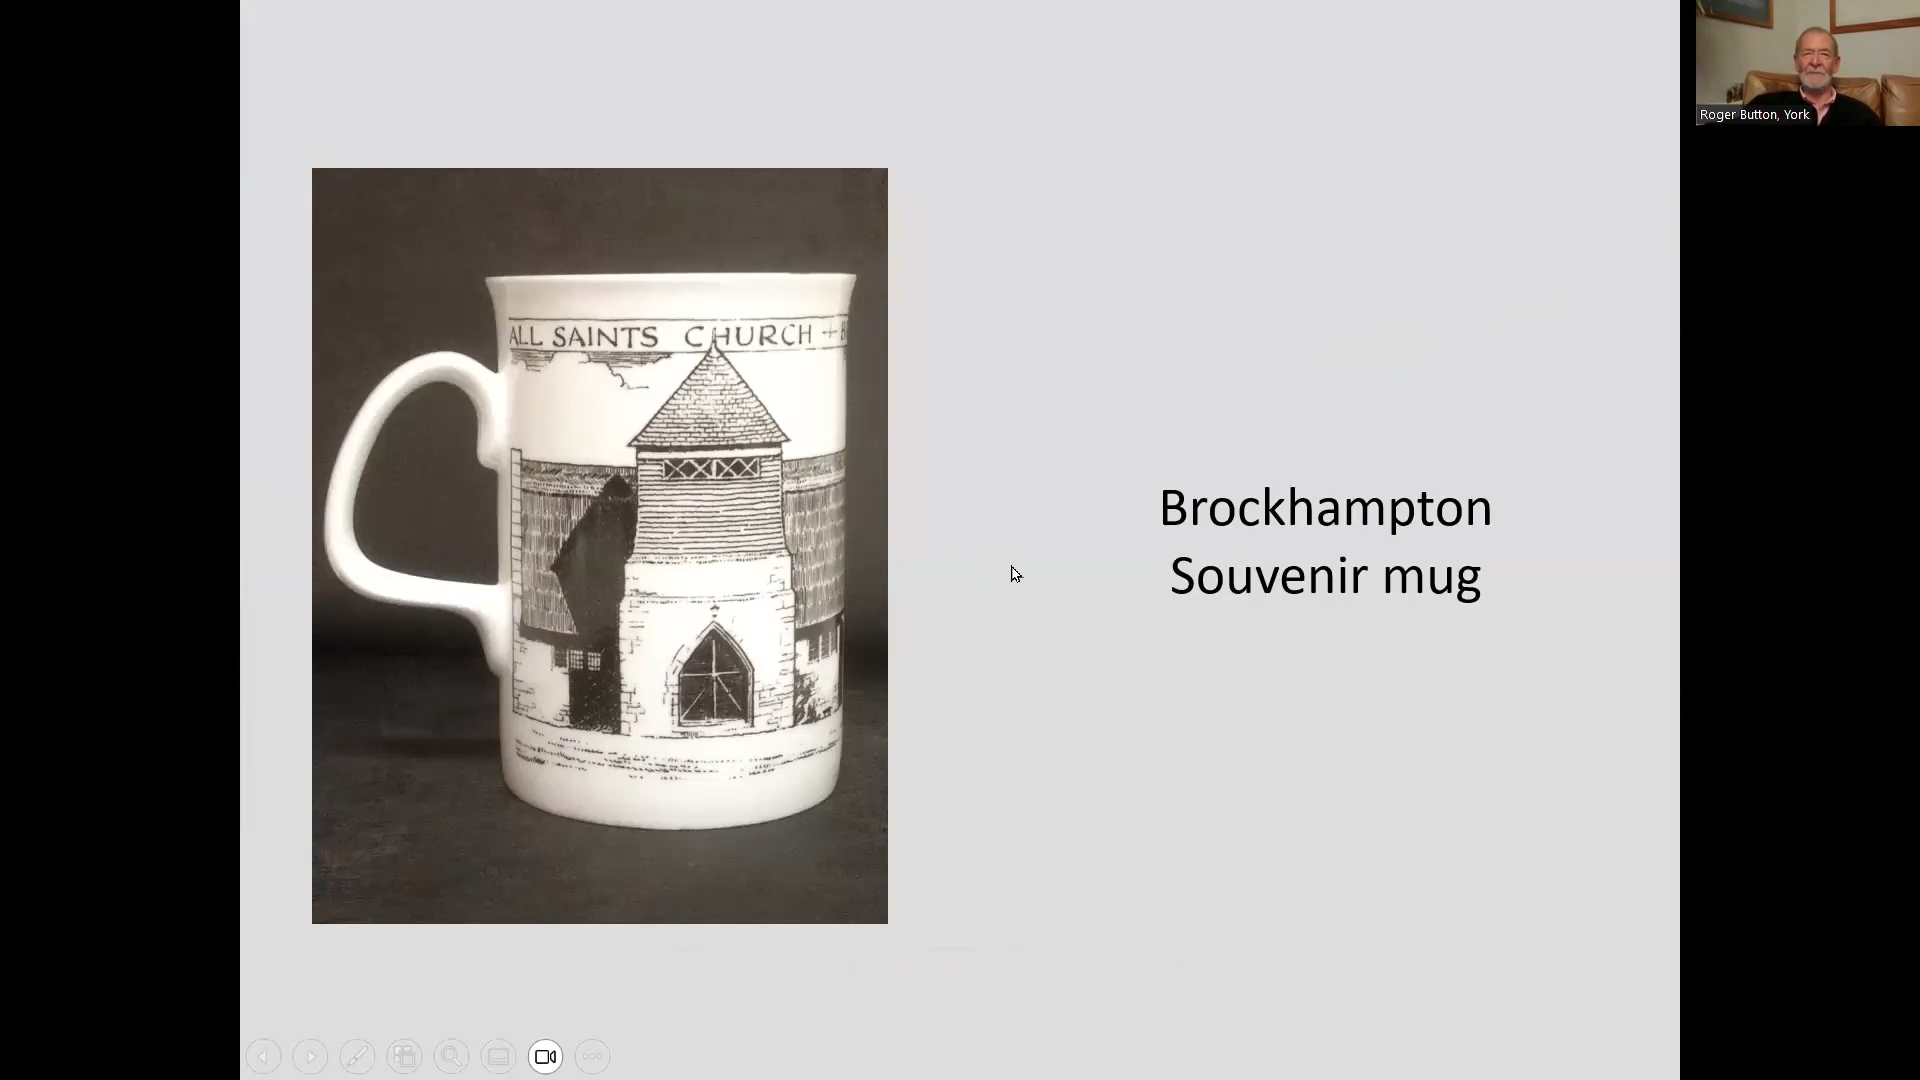 Roger Button, York
ALL SAINTS CHURCH +
Brockhampton
Souvenir mug